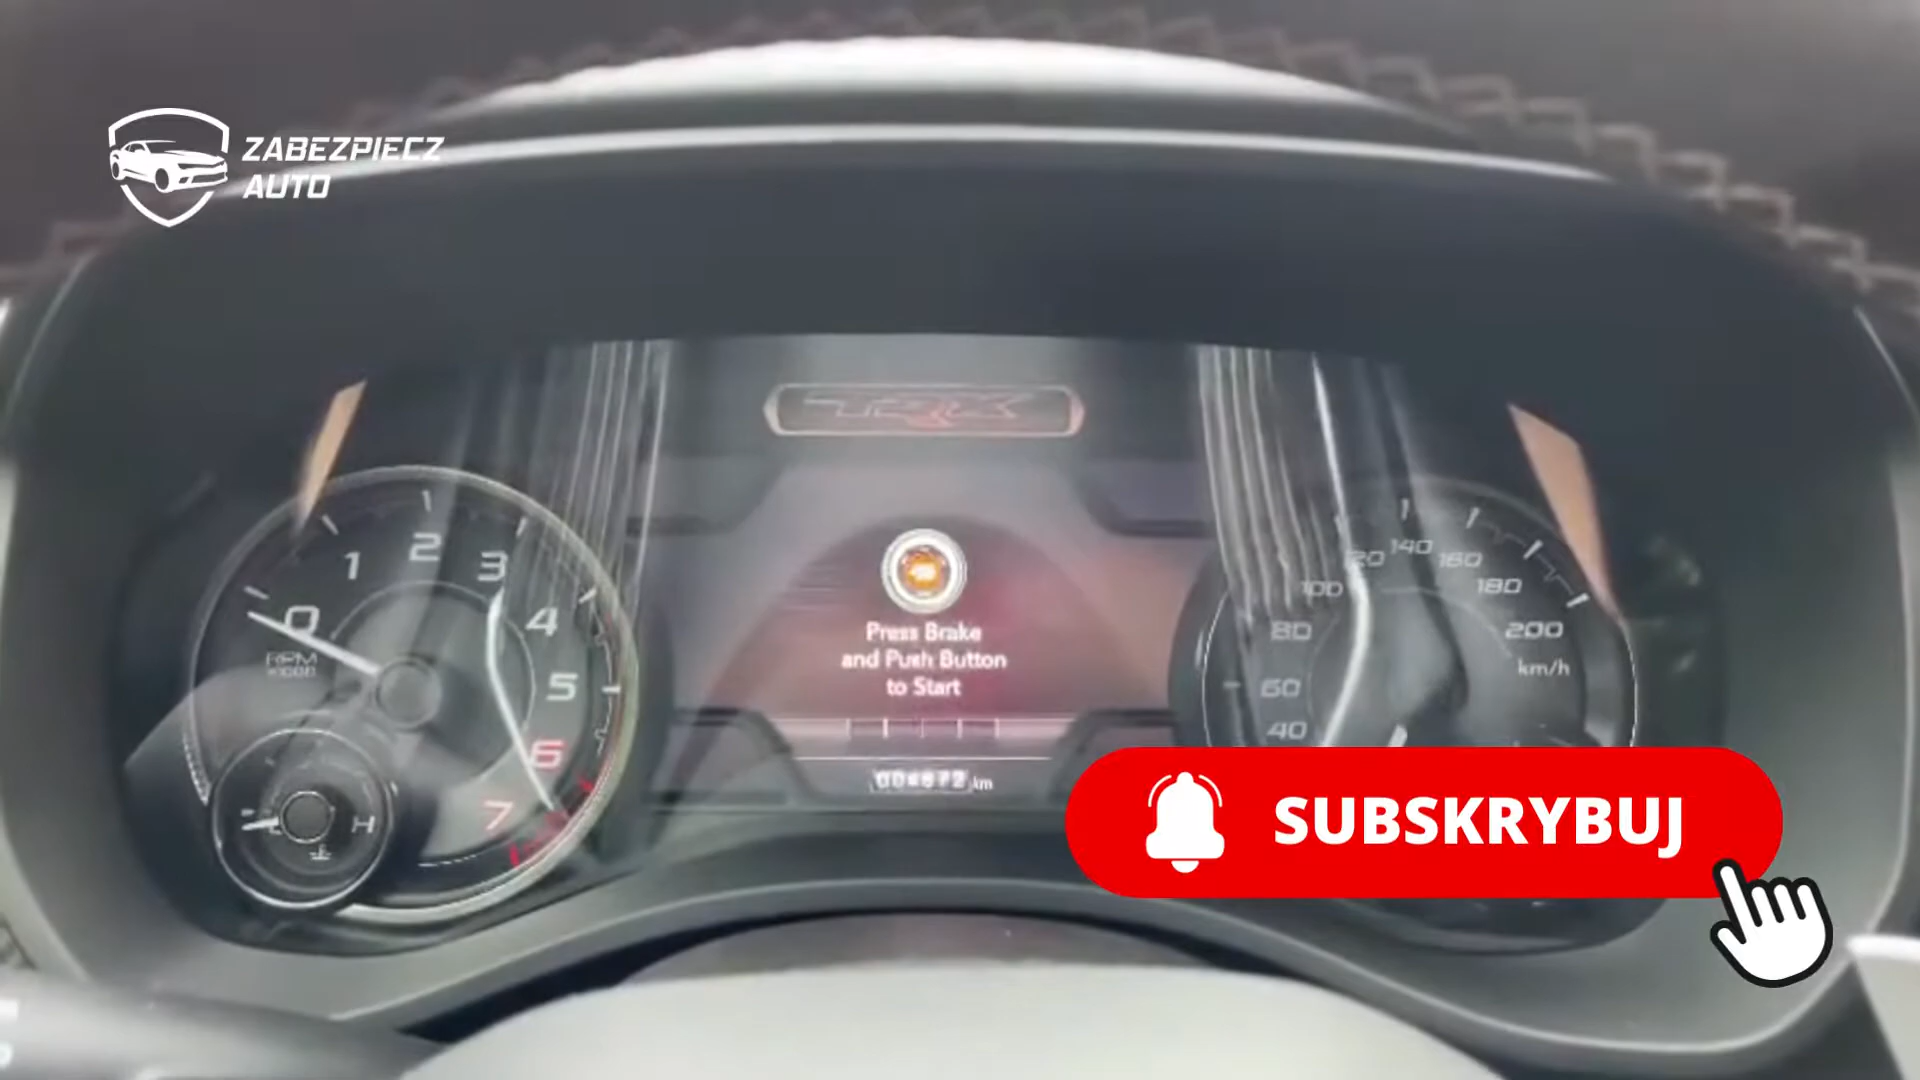 ZABEZPIECZ
AUTO
TRX
1
2
3
0
4
RPM
5
6
7
H
Press Brake
and Push Button
to Start
km
100
120
140
160
180
80
200
km/h
60
40
SUBSKRYBUJ